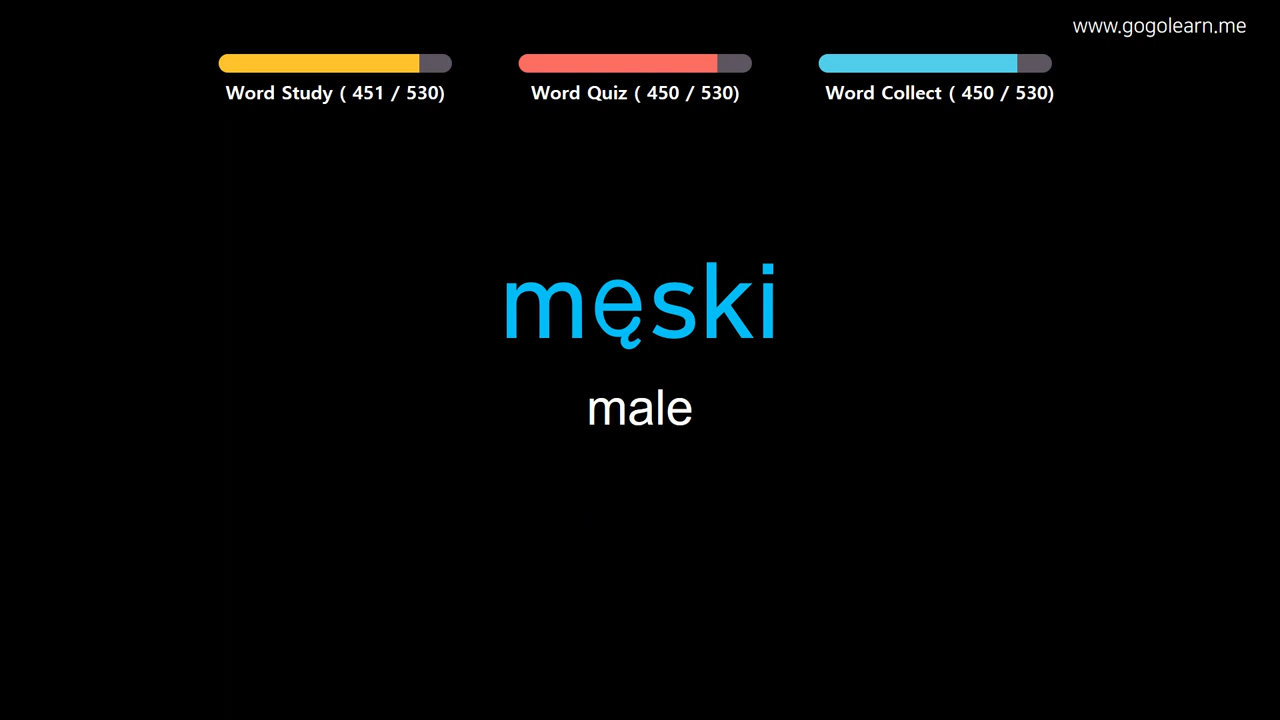 www.gogolearn.me
Word Study ( 451 / 530)
Word Quiz ( 450 / 530)
Word Collect ( 450 / 530)
męski
male